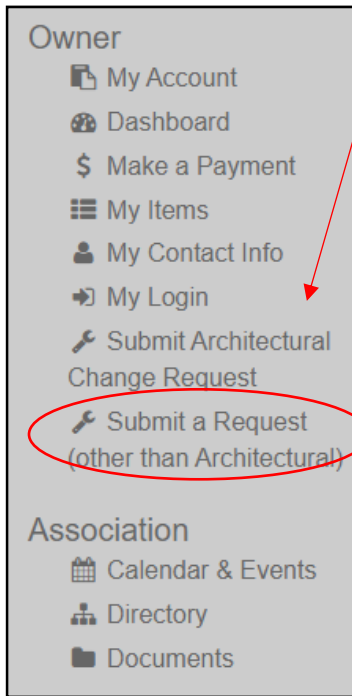 Owner
My Account
Dashboard
$ Make a Payment
My Items
My Contact Info
My Login
Submit Architectural
Change Request
Submit a Request
(other than Architectural)
Association
Calendar & Events
Directory
Documents